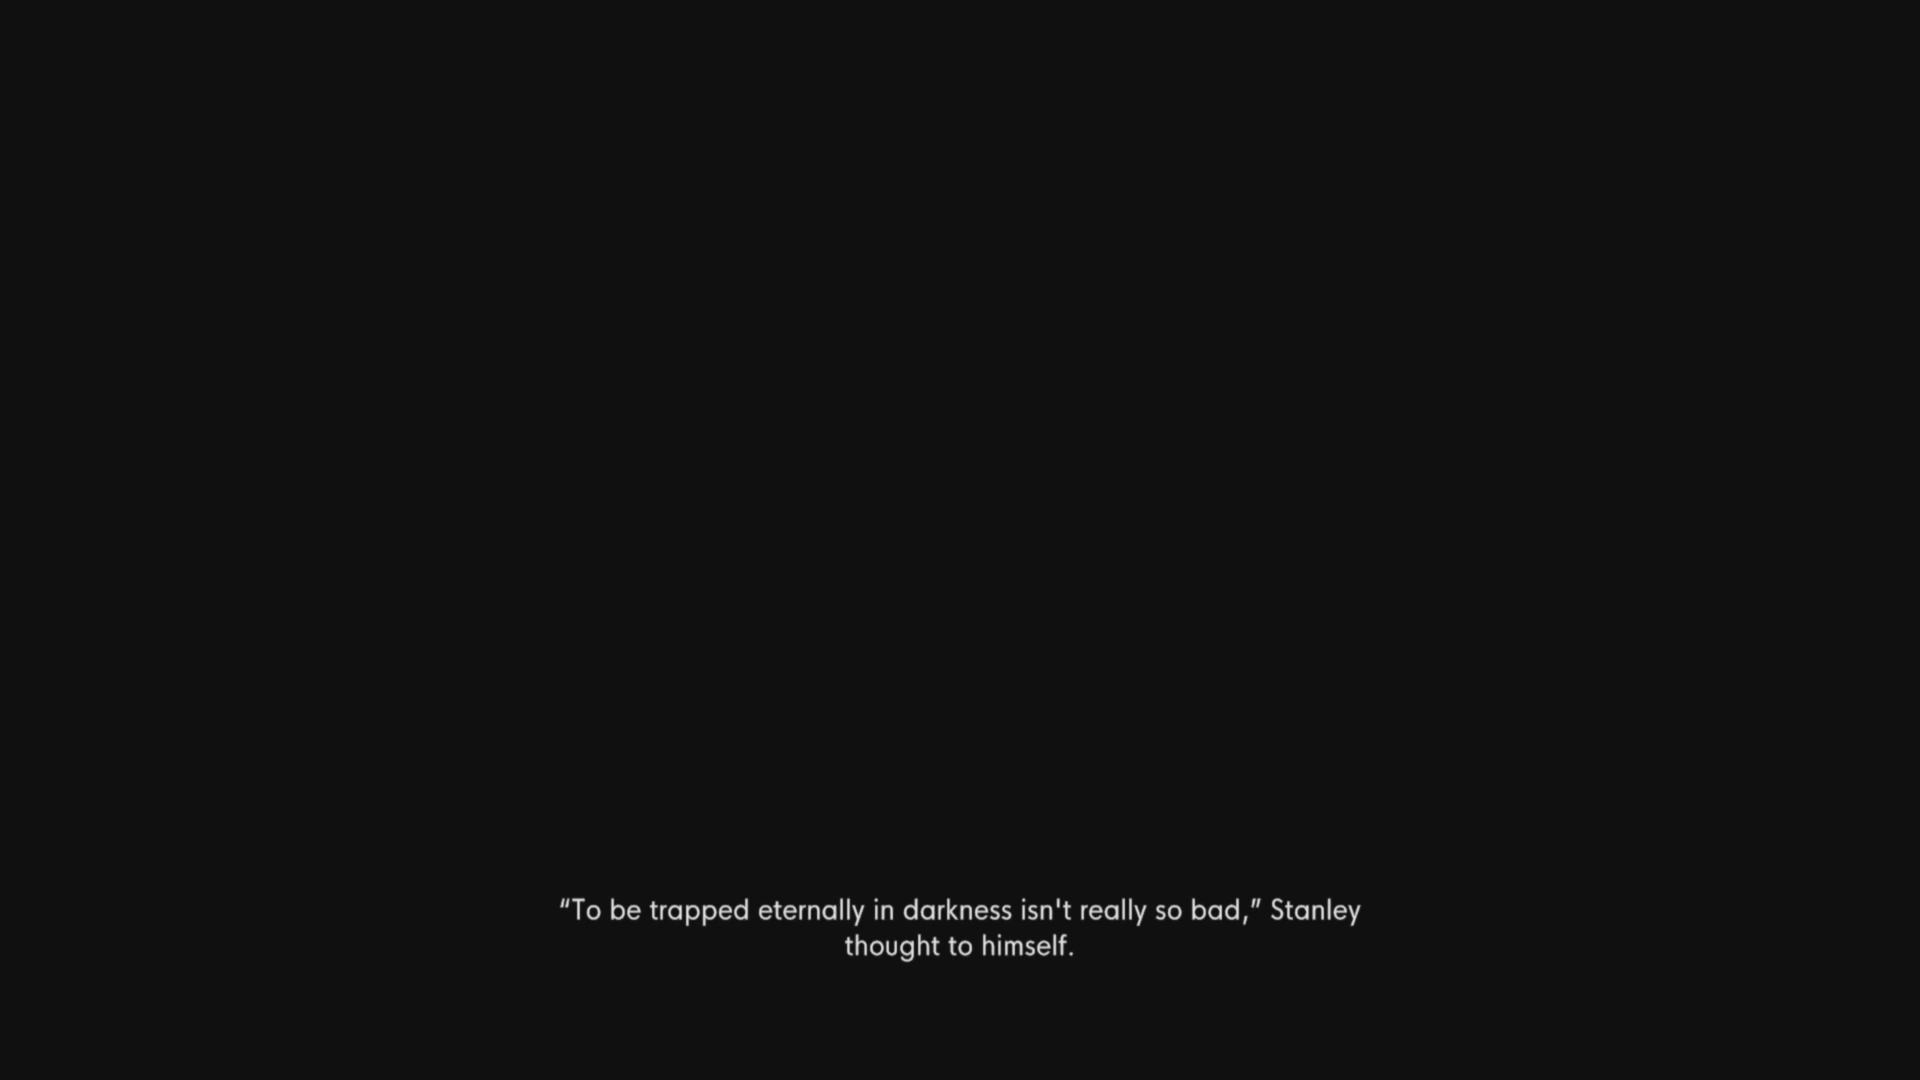 “To be trapped eternally in darkness isn't really so bad,” Stanley
thought to himself.